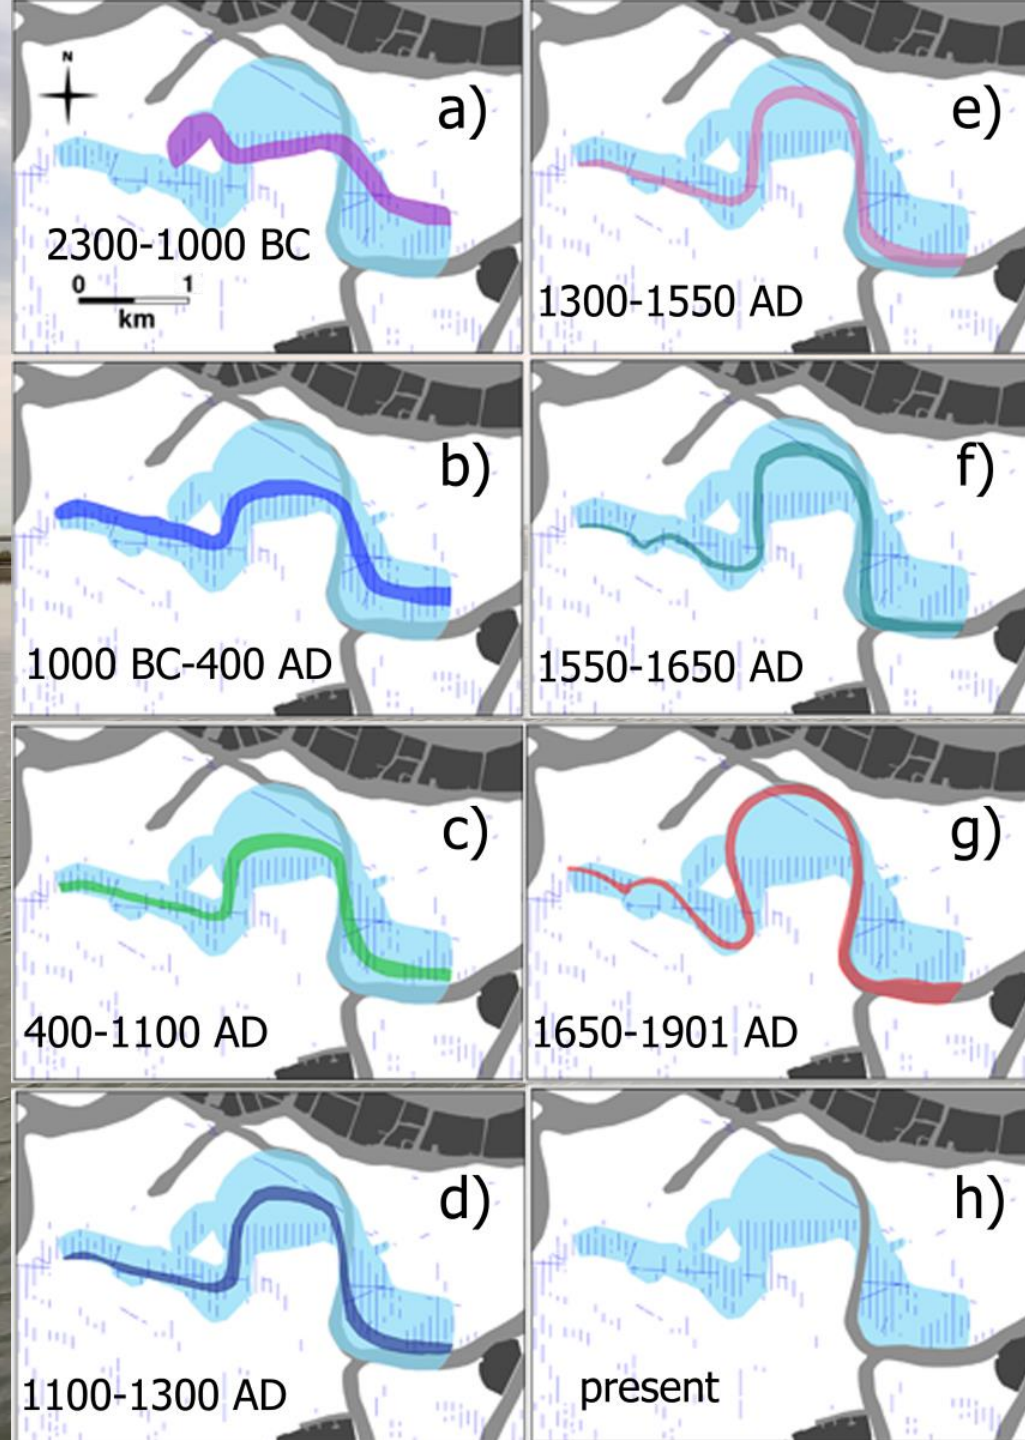 N
a)
2300-1000 BC
0 1
km
b)
1000 BC-400 AD
c)
400-1100 AD
d)
1100-1300 AD
e)
1300-1550 AD
f)
1550-1650 AD
g)
1650-1901 AD
h)
present